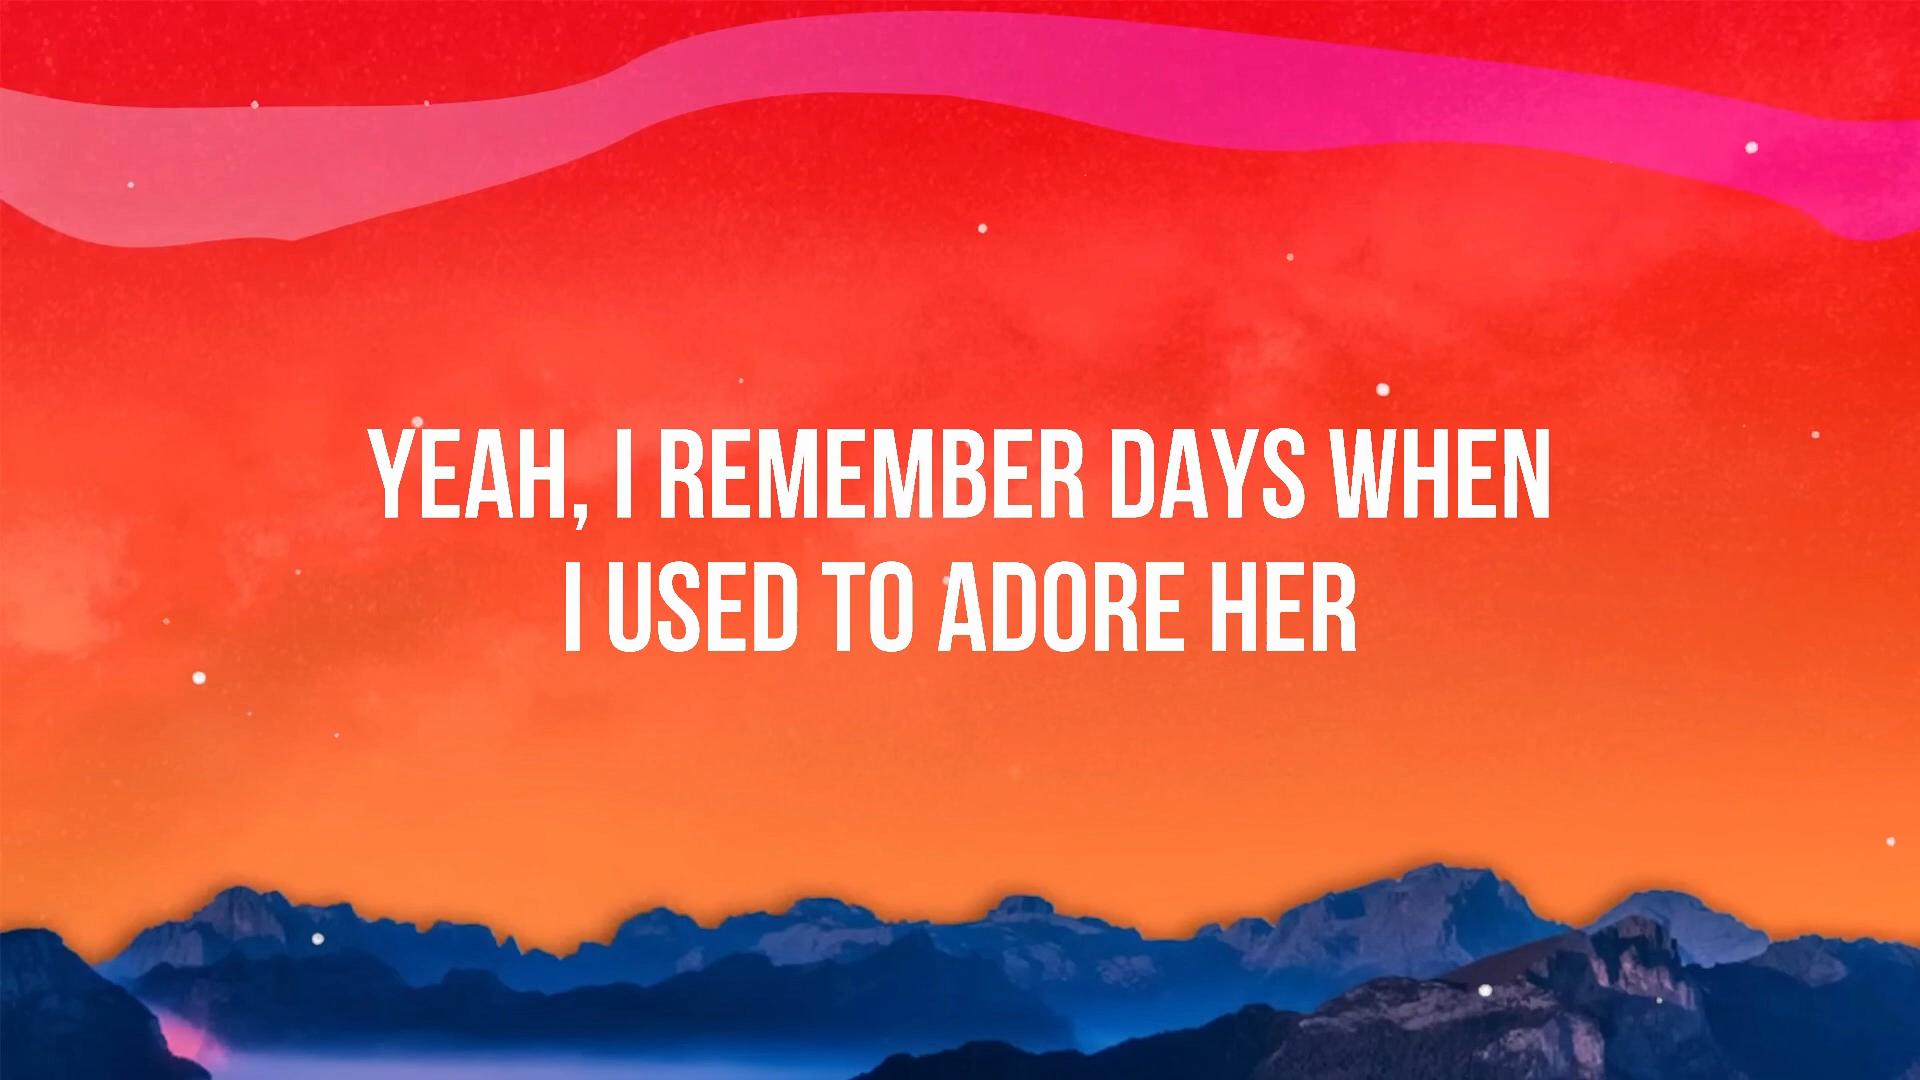 YEAH, I REMEMBER DAYS WHEN
I USED TO ADORE HER